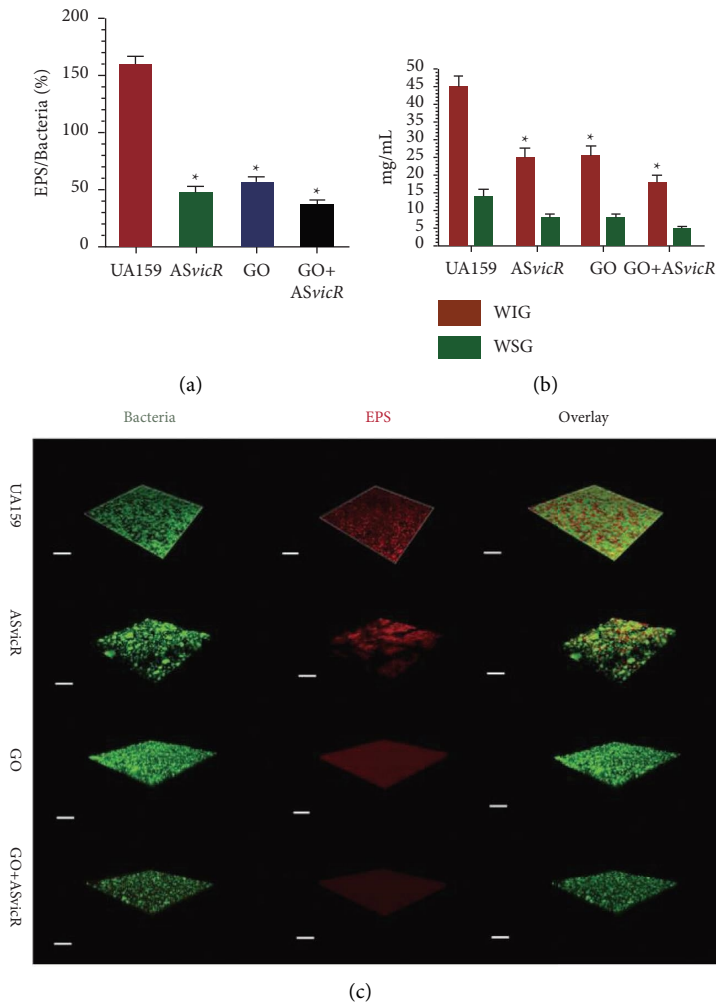 EPS/Bacteria (%)
200
150
100
50
0
UA159 ASvicR GO GO+
ASvicR
(a)
mg/mL
45
50
40
35
30
25
20
15
10
5
0
* * *
* * *
UA159 ASvicR GO GO+ASvicR
WIG
WSG
(b)
Bacteria EPS Overlay
UA159
ASvicR
GO
GO+ASvicR
(c)